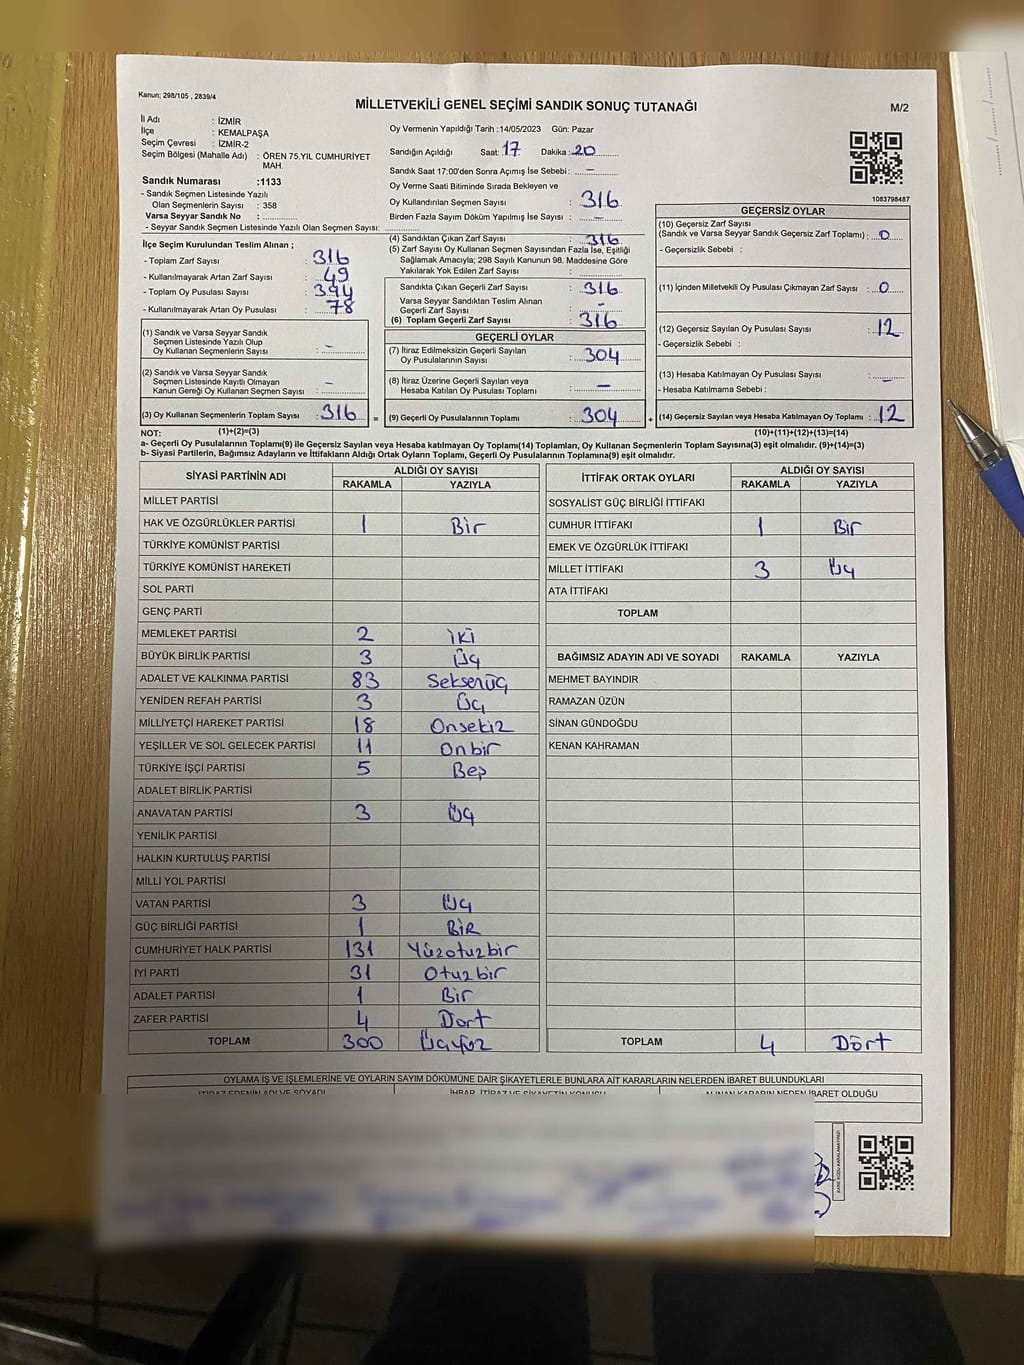 Kanun; 298/105 , 2839/4
MİLLETVEKİLİ GENEL SEÇİMİ SANDIK SONUÇ TUTANAĞI
M/2
İl Adı : İZMİR
İlçe : KEMALPAŞA
Seçim Çevresi : İZMİR-2
Seçim Bölgesi (Mahalle Adı) : ÖREN 75.YIL CUMHURİYET MAH.
Sandık Numarası :1133
- Sandık Seçmen Listesinde Yazılı
Olan Seçmenlerin Sayısı : 358
Varsa Seyyar Sandık No : ............
- Seyyar Sandık Seçmen Listesinde Yazılı Olan Seçmen Sayısı: ............
Oy Vermenin Yapıldığı Tarih :14/05/2023 Gün: Pazar
Sandığın Açıldığı Saat: 17 Dakika: 20
Sandık Saat 17:00'den Sonra Açımış İse Sebebi: -
Oy Verme Saati Bitiminde Sırada Bekleyen ve
Oy Kullandırılan Seçmen Sayısı : 316
Birden Fazla Sayım Döküm Yapılmış İse Sayısı : -
1083798487
İlçe Seçim Kurulundan Teslim Alınan ;
- Toplam Zarf Sayısı : 316
- Kullanılmayarak Artan Zarf Sayısı : 49
- Toplam Oy Pusulası Sayısı : 394
- Kullanılmayarak Artan Oy Pusulası : 78
(1) Sandık ve Varsa Seyyar Sandık
Seçmen Listesinde Yazılı Olup
Oy Kullanan Seçmenlerin Sayısı : -
(2) Sandık ve Varsa Seyyar Sandık
Seçmen Listesinde Kayıtlı Olmayan
Kanun Gereği Oy Kullanan Seçmen Sayısı : -
(3) Oy Kullanan Seçmenlerin Toplam Sayısı : 316 =
(1)+(2)=(3)
(4) Sandıktan Çıkan Zarf Sayısı : 316
(5) Zarf Sayısı Oy Kullanan Seçmen Sayısından Fazla İse, Eşitliği
Sağlamak Amacıyla; 298 Sayılı Kanunun 98. Maddesine Göre
Yakılarak Yok Edilen Zarf Sayısı : ............
Sandıkta Çıkan Geçerli Zarf Sayısı : 316
Varsa Seyyar Sandıktan Teslim Alınan
Geçerli Zarf Sayısı : -
(6) Toplam Geçerli Zarf Sayısı : 316
GEÇERLİ OYLAR
(7) İtiraz Edilmeksizin Geçerli Sayılan
Oy Pusulalarının Sayısı : 304
(8) İtiraz Üzerine Geçerli Sayılan veya
Hesaba Katılan Oy Pusulası Toplamı : -
(9) Geçerli Oy Pusulalarının Toplamı : 304 +
GEÇERSİZ OYLAR
(10) Geçersiz Zarf Sayısı
(Sandık ve Varsa Seyyar Sandık Geçersiz Zarf Toplamı) : 0
- Geçersizlik Sebebi :
(11) İçinden Milletvekili Oy Pusulası Çıkmayan Zarf Sayısı : 0
(12) Geçersiz Sayılan Oy Pusulası Sayısı : 12
- Geçersizlik Sebebi :
(13) Hesaba Katılmayan Oy Pusulası Sayısı : -
- Hesaba Katılmama Sebebi :
(14) Geçersiz Sayılan veya Hesaba Katılmayan Oy Toplamı : 12
(10)+(11)+(12)+(13)=(14)
NOT:
a- Geçerli Oy Pusulalarının Toplamı(9) ile Geçersiz Sayılan veya Hesaba katılmayan Oy Toplamı(14) Toplamları, Oy Kullanan Seçmenlerin Toplam Sayısına(3) eşit olmalıdır. (9)+(14)=(3)
b- Siyasi Partilerin, Bağımsız Adayların ve İttifakların Aldığı Ortak Oyların Toplamı, Geçerli Oy Pusulalarının Toplamına(9) eşit olmalıdır.
SİYASİ PARTİNİN ADI ALDIĞI OY SAYISI
RAKAMLA YAZIYLA
MİLLET PARTİSİ
HAK VE ÖZGÜRLÜKLER PARTİSİ 1 Bir
TÜRKİYE KOMÜNİST PARTİSİ
TÜRKİYE KOMÜNİST HAREKETİ
SOL PARTİ
GENÇ PARTİ
MEMLEKET PARTİSİ 2 iki
BÜYÜK BİRLİK PARTİSİ 3 Üç
ADALET VE KALKINMA PARTİSİ 83 Seksenüç
YENİDEN REFAH PARTİSİ 3 Üç
MİLLİYETÇİ HAREKET PARTİSİ 18 Onsekiz
YEŞİLLER VE SOL GELECEK PARTİSİ 11 Onbir
TÜRKİYE İŞÇİ PARTİSİ 5 Beş
ADALET BİRLİK PARTİSİ
ANAVATAN PARTİSİ 3 Üç
YENİLİK PARTİSİ
HALKIN KURTULUŞ PARTİSİ
MİLLİ YOL PARTİSİ
VATAN PARTİSİ 3 Üç
GÜÇ BİRLİĞİ PARTİSİ 1 BİR
CUMHURİYET HALK PARTİSİ 131 Yüzotuzbir
İYİ PARTİ 31 Otuzbir
ADALET PARTİSİ 1 Bir
ZAFER PARTİSİ 4 Dört
TOPLAM 300 Üçyüz
İTTİFAK ORTAK OYLARI ALDIĞI OY SAYISI
RAKAMLA YAZIYLA
SOSYALİST GÜÇ BİRLİĞİ İTTİFAKI
CUMHUR İTTİFAKI 1 Bir
EMEK VE ÖZGÜRLÜK İTTİFAKI
MİLLET İTTİFAKI 3 Üç
ATA İTTİFAKI
TOPLAM
BAĞIMSIZ ADAYIN ADI VE SOYADI RAKAMLA YAZIYLA
MEHMET BAYINDIR
RAMAZAN ÜZÜN
SİNAN GÜNDOĞDU
KENAN KAHRAMAN
TOPLAM 4 Dört
OYLAMA İŞ VE İŞLEMLERİNE VE OYLARIN SAYIM DÖKÜMÜNE DAİR ŞİKAYETLERLE BUNLARA AİT KARARLARIN NELERDEN İBARET BULUNDUKLARI
İTİRAZ EDENİN ADI VE SOYADI İHBAR, İTİRAZ VE ŞİKAYETİN KONUSU ALINAN KARARIN NEDEN İBARET OLDUĞU